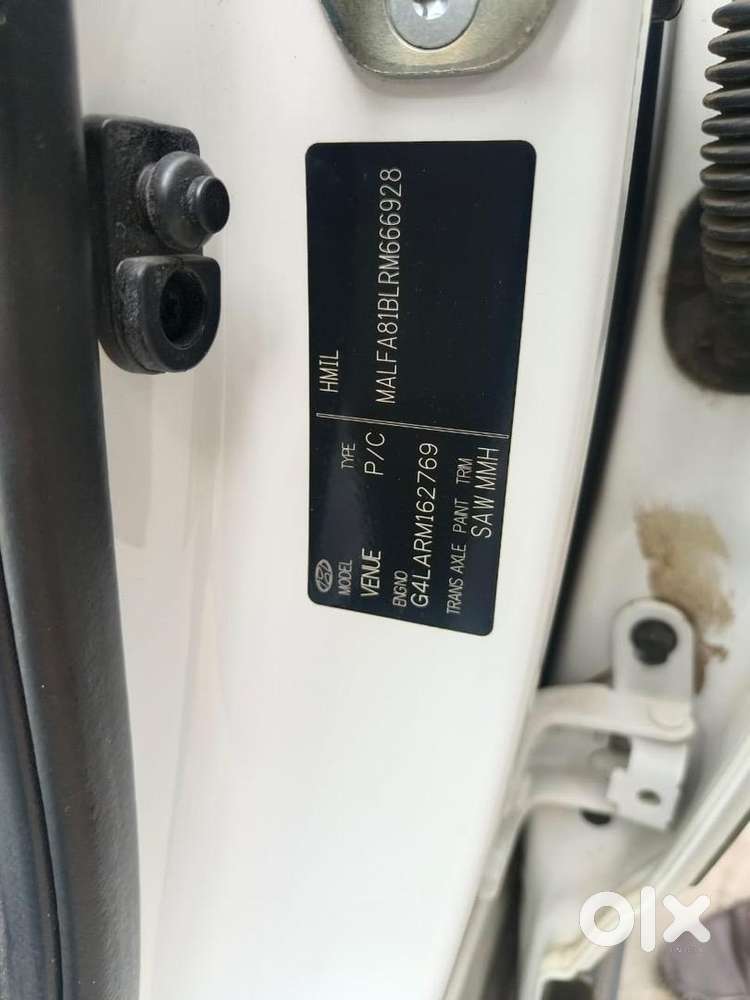 HMIL
MODEL TYPE
VENUE P/C MALFA81BLRM666928
ENGNO
G4LARM162769
TRANS AXLE PAINT TRIM
SAW MMH
olx